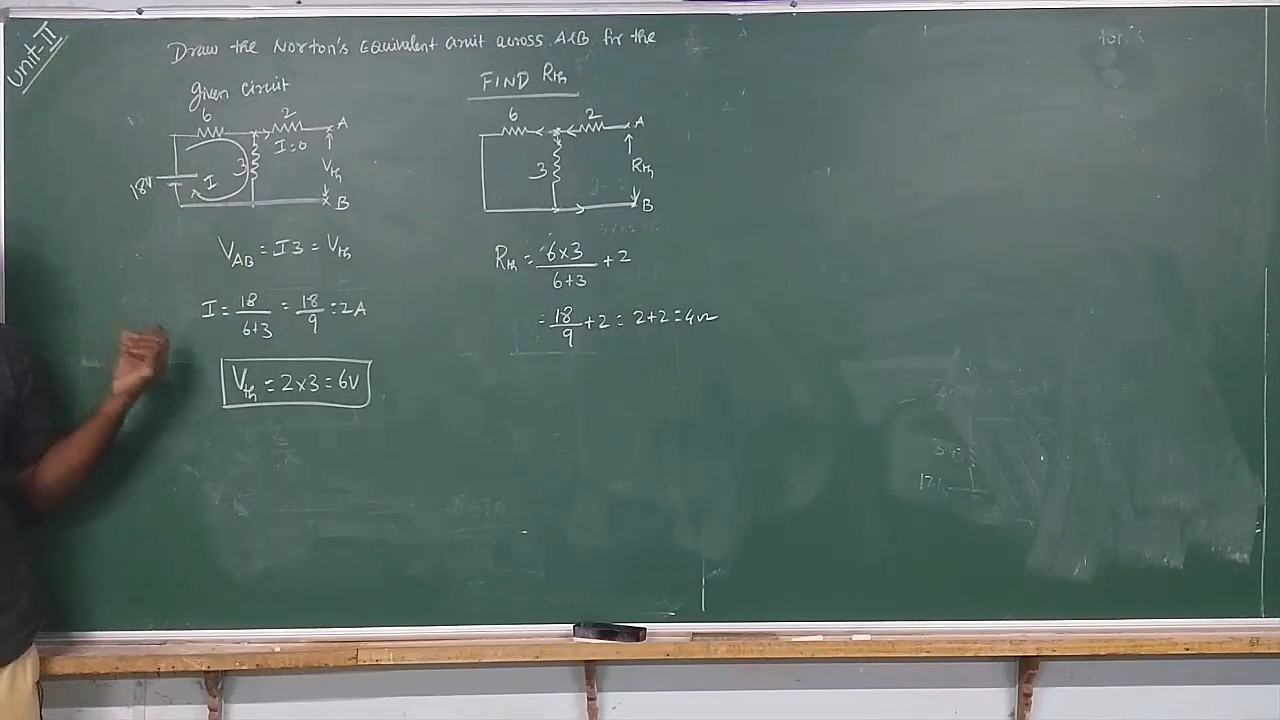 Unit-II
Draw the Norton's Equivalent circuit across A&B for the
given circuit
6
2
A
I=0
3
Vth
18V
I
B
VAB = I3 = Vth
I = 18/6+3 = 18/9 = 2A
Vth = 2×3 = 6V
FIND Rth
6
2
A
3
Rth
B
Rth = 6×3/6+3 + 2
= 18/9 + 2 = 2+2 = 4Ω